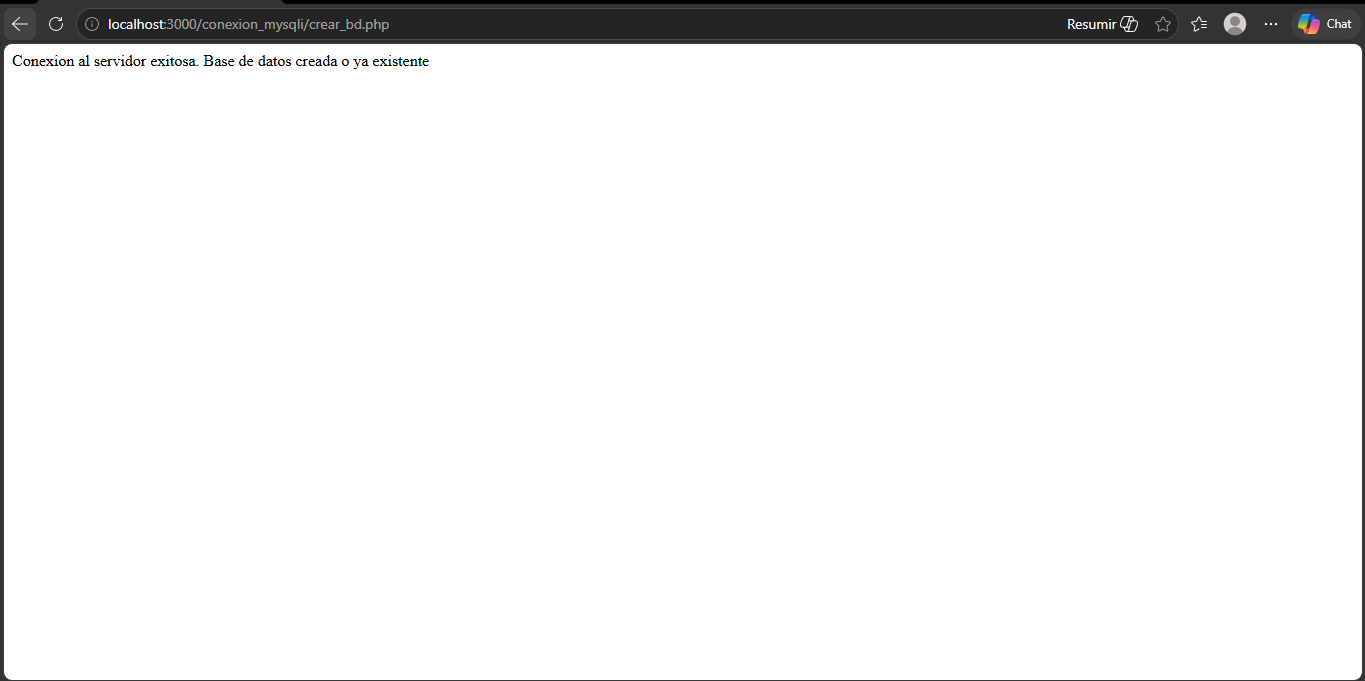 localhost:3000/conexion_mysqli/crear_bd.php
Resumir
Chat
Conexion al servidor exitosa. Base de datos creada o ya existente